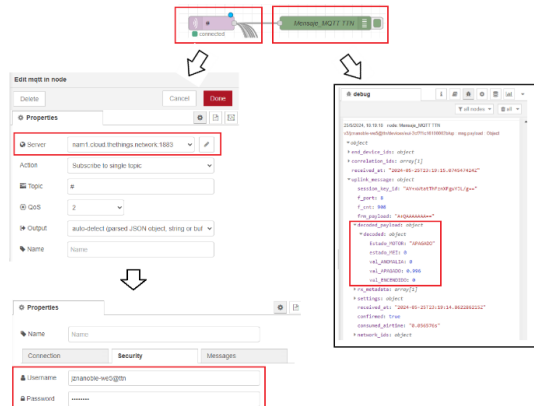 #
connected
Mensaje_MQTT TTN
Edit mqtt in node
Delete
Cancel
Done
Properties
Server
nam1.cloud.thethings.network:1883
Action
Subscribe to single topic
Topic
#
QoS
2
Output
auto-detect (parsed JSON object, string or buf
Name
Name
Properties
Name
Name
Connection
Security
Messages
Username
Password
debug
all nodes
all
node: Mensaje_MQTT TTN
msg.payload : Object
object
end_device_ids: object
correlation_ids: array[1]
uplink_message: object
f_cnt: 908
decoded_payload: object
decoded: object
Estado_MOTOR: "APAGADO"
estado_MEI: 0
val_ANOMALIA: 0
val_APAGADO: 0.996
val_ENCENDIDO: 0
rx_metadata: array[1]
settings: object
confirmed: true
network_ids: object